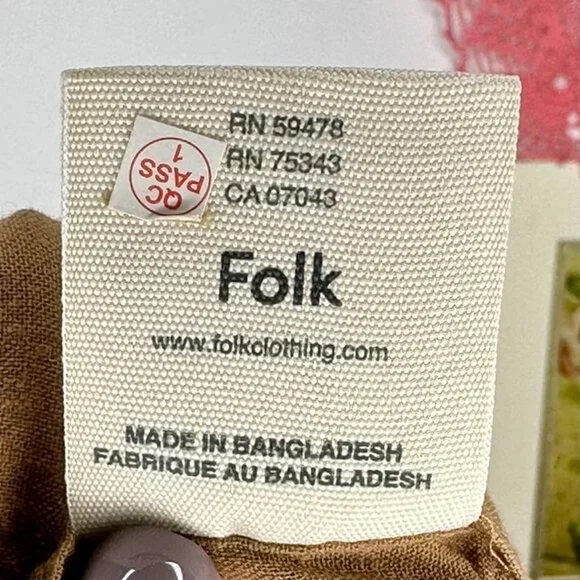 RN 59478
RN 75343
CA 07043
QC
PASS
1
Folk
www.folkclothing.com
MADE IN BANGLADESH
FABRIQUE AU BANGLADESH